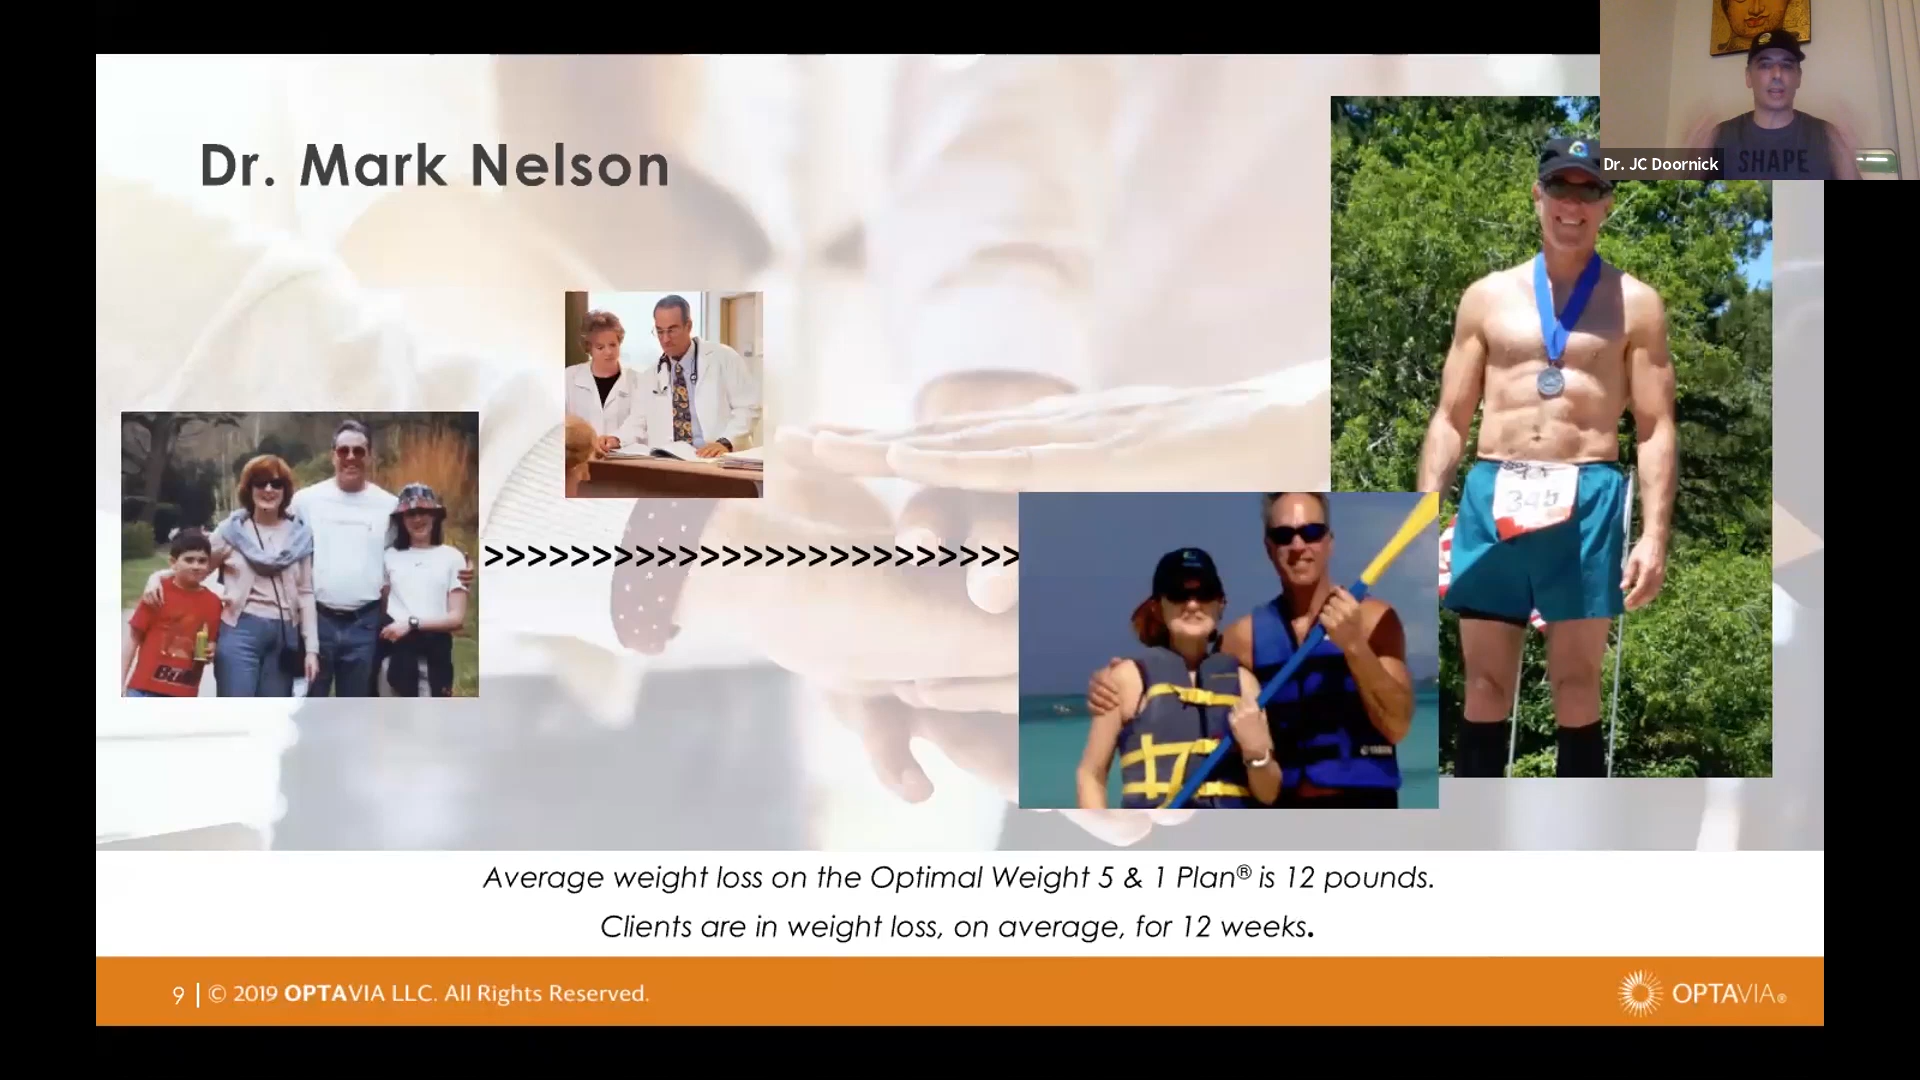 Dr. Mark Nelson
Dr. JC Doornick
SHAPE
345
>>>>>>>>>>>>>>>>>>>>>>>>>
Average weight loss on the Optimal Weight 5 & 1 Plan® is 12 pounds.
Clients are in weight loss, on average, for 12 weeks.
9 | © 2019 OPTAVIA LLC. All Rights Reserved.
OPTAVIA®